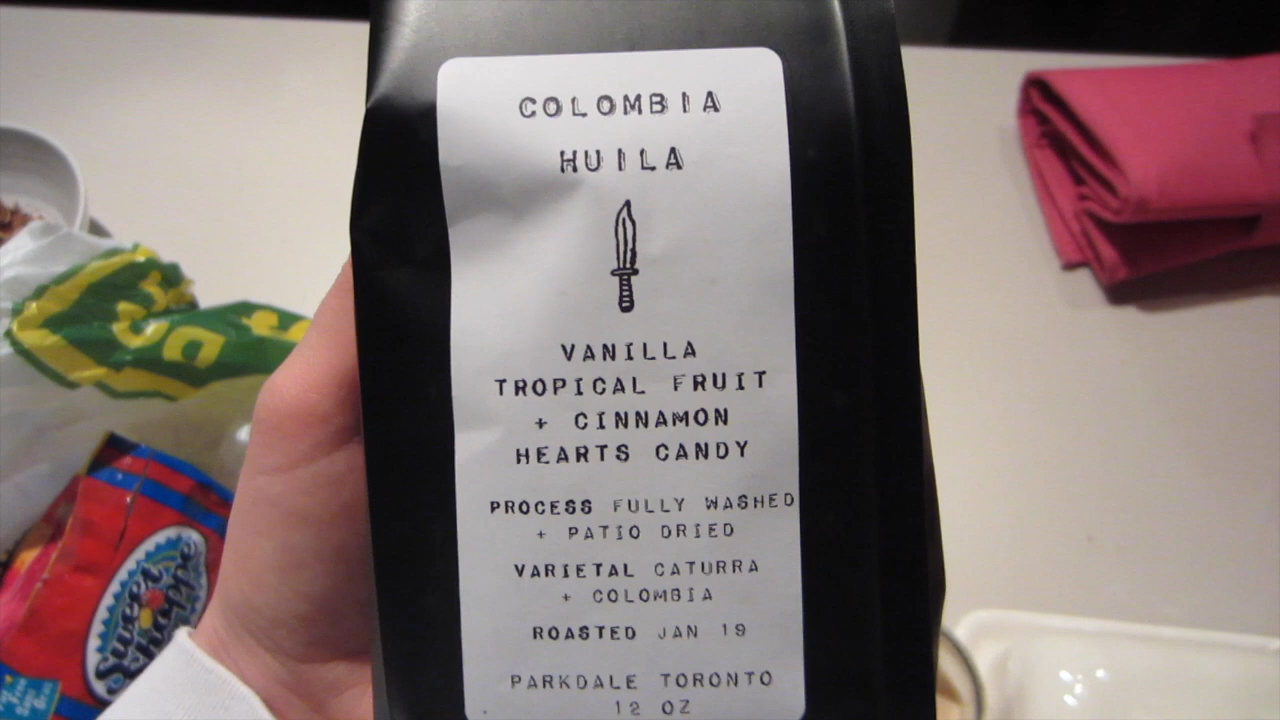 COLOMBIA
HUILA
VANILLA
TROPICAL FRUIT
+ CINNAMON
HEARTS CANDY
PROCESS FULLY WASHED
+ PATIO DRIED
VARIETAL CATURRA
+ COLOMBIA
ROASTED JAN 19
PARKDALE TORONTO
12 OZ
Sweet
Shoppe